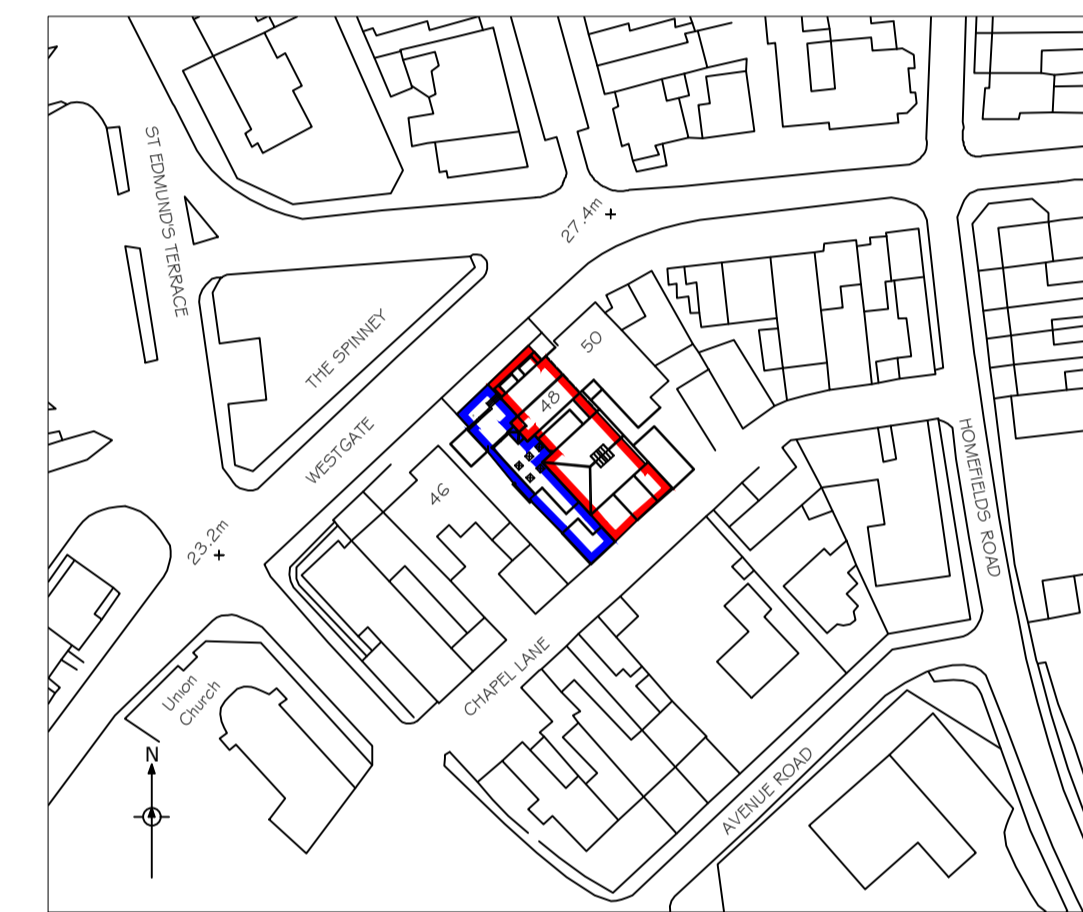 ST EDMUND'S TERRACE
27.4m
THE SPINNEY
50
48
WESTGATE
46
HOMEFIELDS ROAD
23.2m
CHAPEL LANE
Union
Church
N
AVENUE ROAD